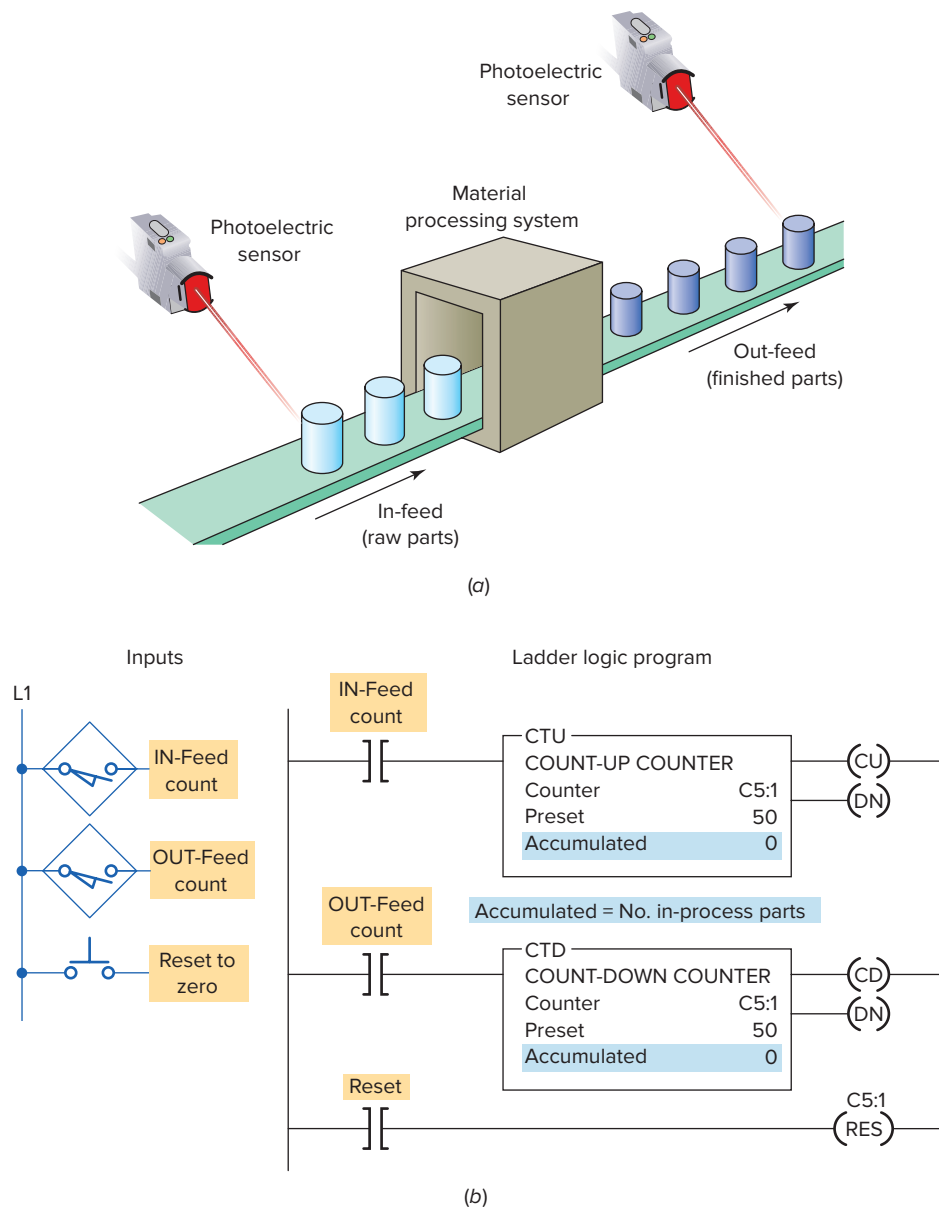 Photoelectric
sensor
Photoelectric
sensor
Material
processing system
Out-feed
(finished parts)
In-feed
(raw parts)
(a)
Inputs
Ladder logic program
L1
IN-Feed
count
OUT-Feed
count
Reset to
zero
IN-Feed
count
CTU
COUNT-UP COUNTER
Counter C5:1
Preset 50
Accumulated 0
CU
DN
OUT-Feed
count
Accumulated = No. in-process parts
CTD
COUNT-DOWN COUNTER
Counter C5:1
Preset 50
Accumulated 0
CD
DN
Reset
C5:1
RES
(b)